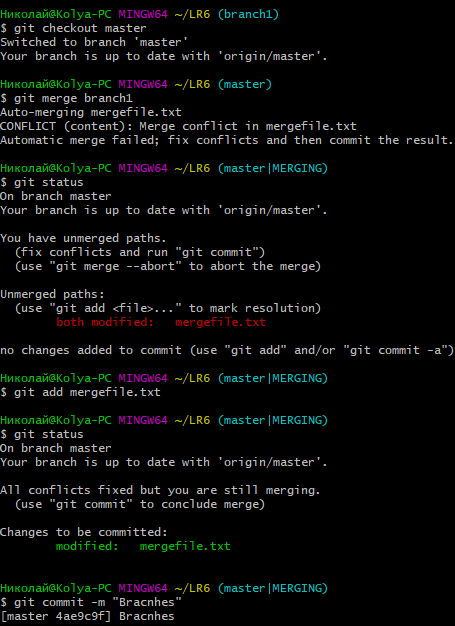 Николай@Kolya-PC MINGW64 ~/LR6 (branch1)
$ git checkout master
Switched to branch 'master'
Your branch is up to date with 'origin/master'.
Николай@Kolya-PC MINGW64 ~/LR6 (master)
$ git merge branch1
Auto-merging mergefile.txt
CONFLICT (content): Merge conflict in mergefile.txt
Automatic merge failed; fix conflicts and then commit the result.
Николай@Kolya-PC MINGW64 ~/LR6 (master|MERGING)
$ git status
On branch master
Your branch is up to date with 'origin/master'.
You have unmerged paths.
(fix conflicts and run "git commit")
(use "git merge --abort" to abort the merge)
Unmerged paths:
(use "git add <file>..." to mark resolution)
both modified:   mergefile.txt
no changes added to commit (use "git add" and/or "git commit -a")
Николай@Kolya-PC MINGW64 ~/LR6 (master|MERGING)
$ git add mergefile.txt
Николай@Kolya-PC MINGW64 ~/LR6 (master|MERGING)
$ git status
On branch master
Your branch is up to date with 'origin/master'.
All conflicts fixed but you are still merging.
(use "git commit" to conclude merge)
Changes to be committed:
modified:   mergefile.txt
Николай@Kolya-PC MINGW64 ~/LR6 (master|MERGING)
$ git commit -m "Bracnhes"
[master 4ae9c9f] Bracnhes